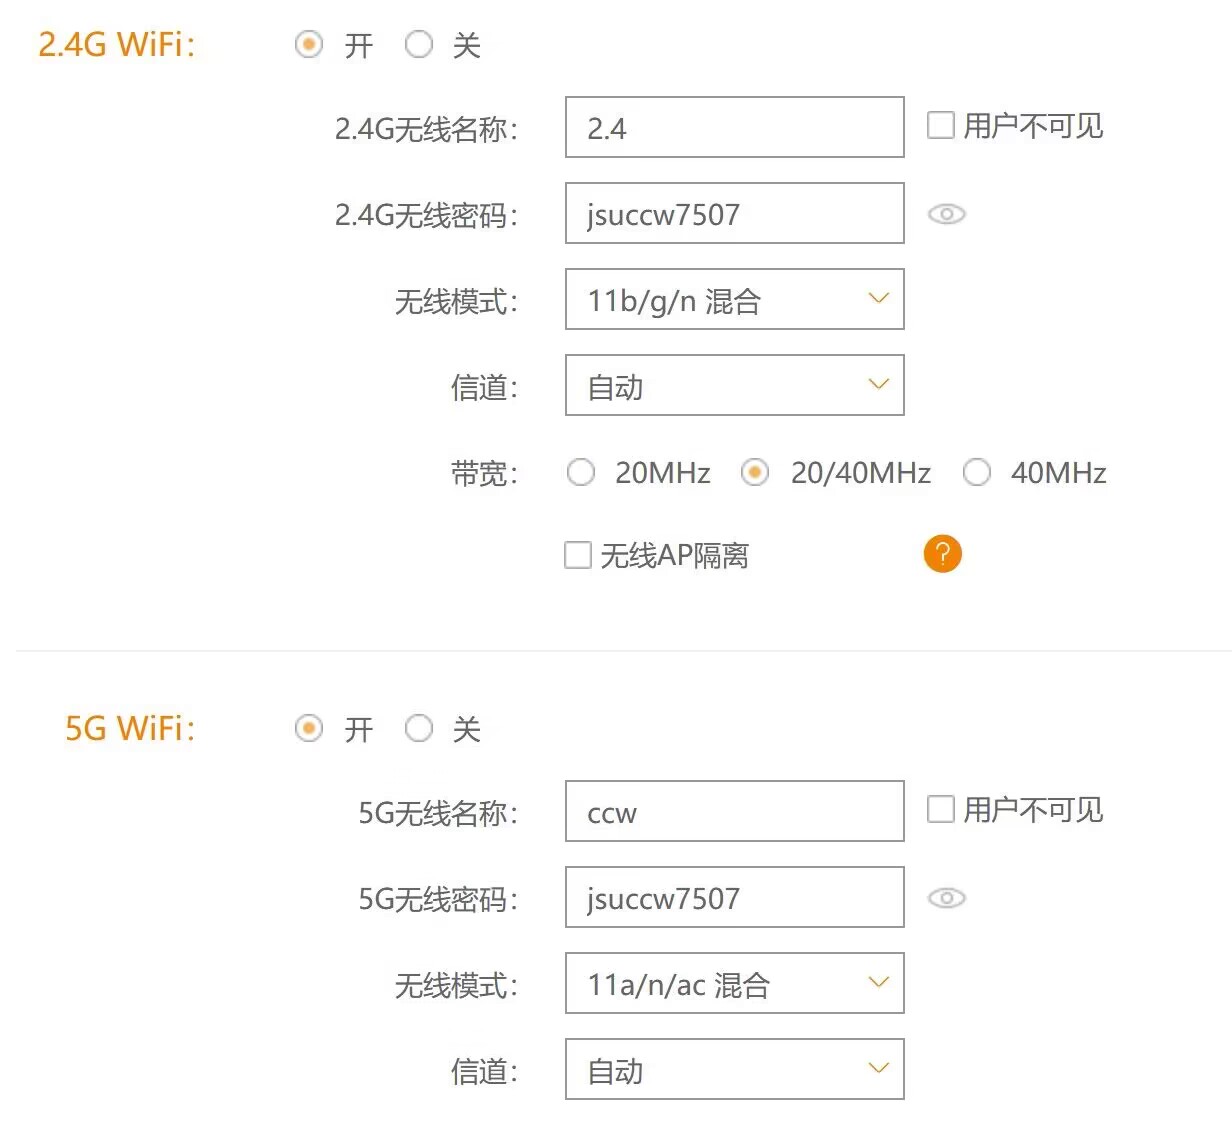 2.4G WiFi： 开 关
2.4G无线名称： 2.4 用户不可见
2.4G无线密码： jsuccw7507
无线模式： 11b/g/n 混合
信道： 自动
带宽： 20MHz 20/40MHz 40MHz
无线AP隔离 ?
5G WiFi： 开 关
5G无线名称： ccw 用户不可见
5G无线密码： jsuccw7507
无线模式： 11a/n/ac 混合
信道： 自动